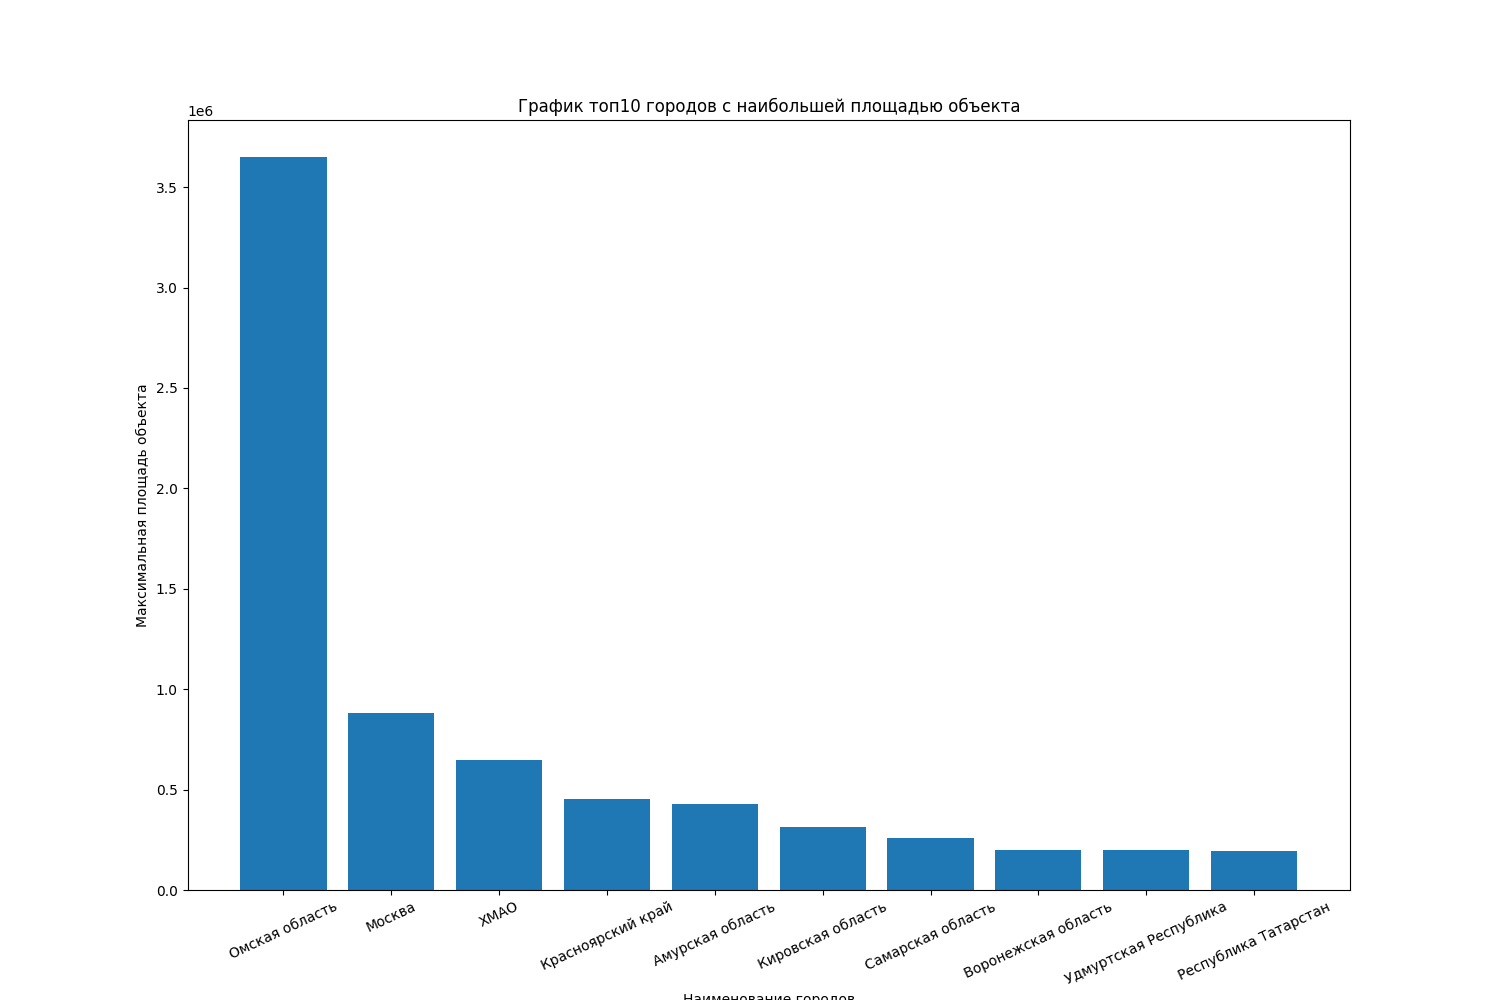 График топ10 городов с наибольшей площадью объекта
1e6
3.5
3.0
2.5
2.0
1.5
1.0
0.5
0.0
Максимальная площадь объекта
Омская область
Москва
ХМАО
Красноярский край
Амурская область
Кировская область
Самарская область
Воронежская область
Удмуртская Республика
Республика Татарстан
Наименование городов